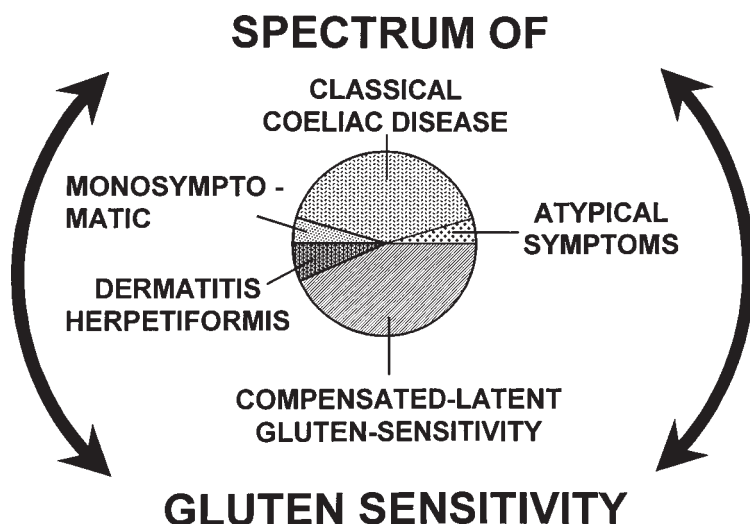 SPECTRUM OF
CLASSICAL
COELIAC DISEASE
MONOSYMPTO -
MATIC
ATYPICAL
SYMPTOMS
DERMATITIS
HERPETIFORMIS
COMPENSATED-LATENT
GLUTEN-SENSITIVITY
GLUTEN SENSITIVITY